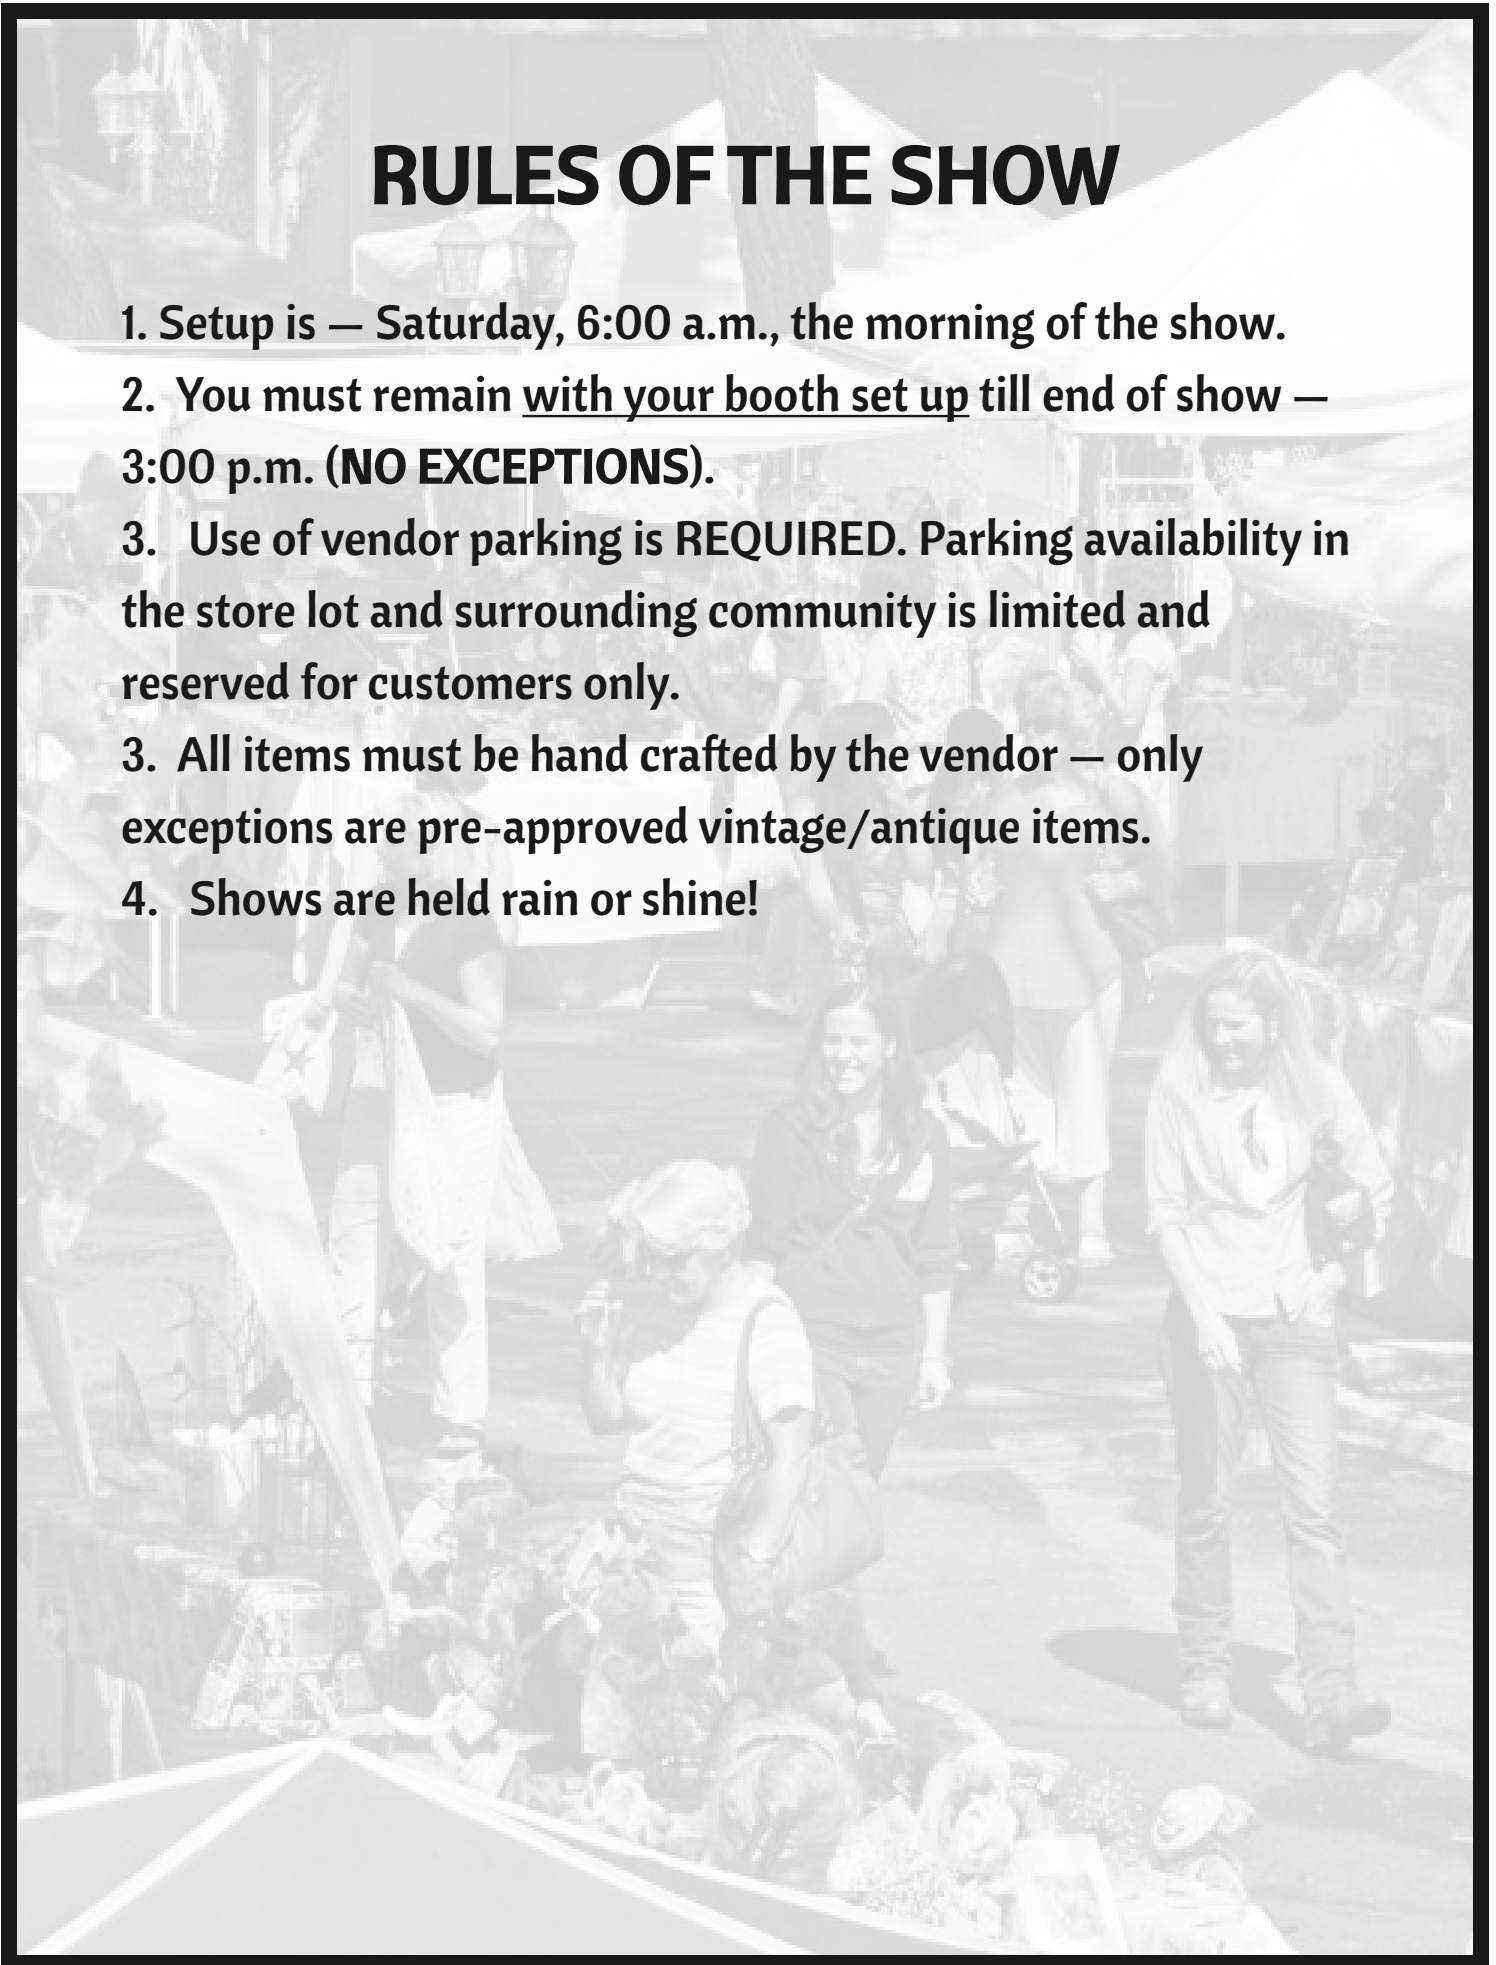 RULES OF THE SHOW
1. Setup is — Saturday, 6:00 a.m., the morning of the show.
2. You must remain with your booth set up till end of show —
3:00 p.m. (NO EXCEPTIONS).
3. Use of vendor parking is REQUIRED. Parking availability in
the store lot and surrounding community is limited and
reserved for customers only.
3. All items must be hand crafted by the vendor — only
exceptions are pre-approved vintage/antique items.
4. Shows are held rain or shine!